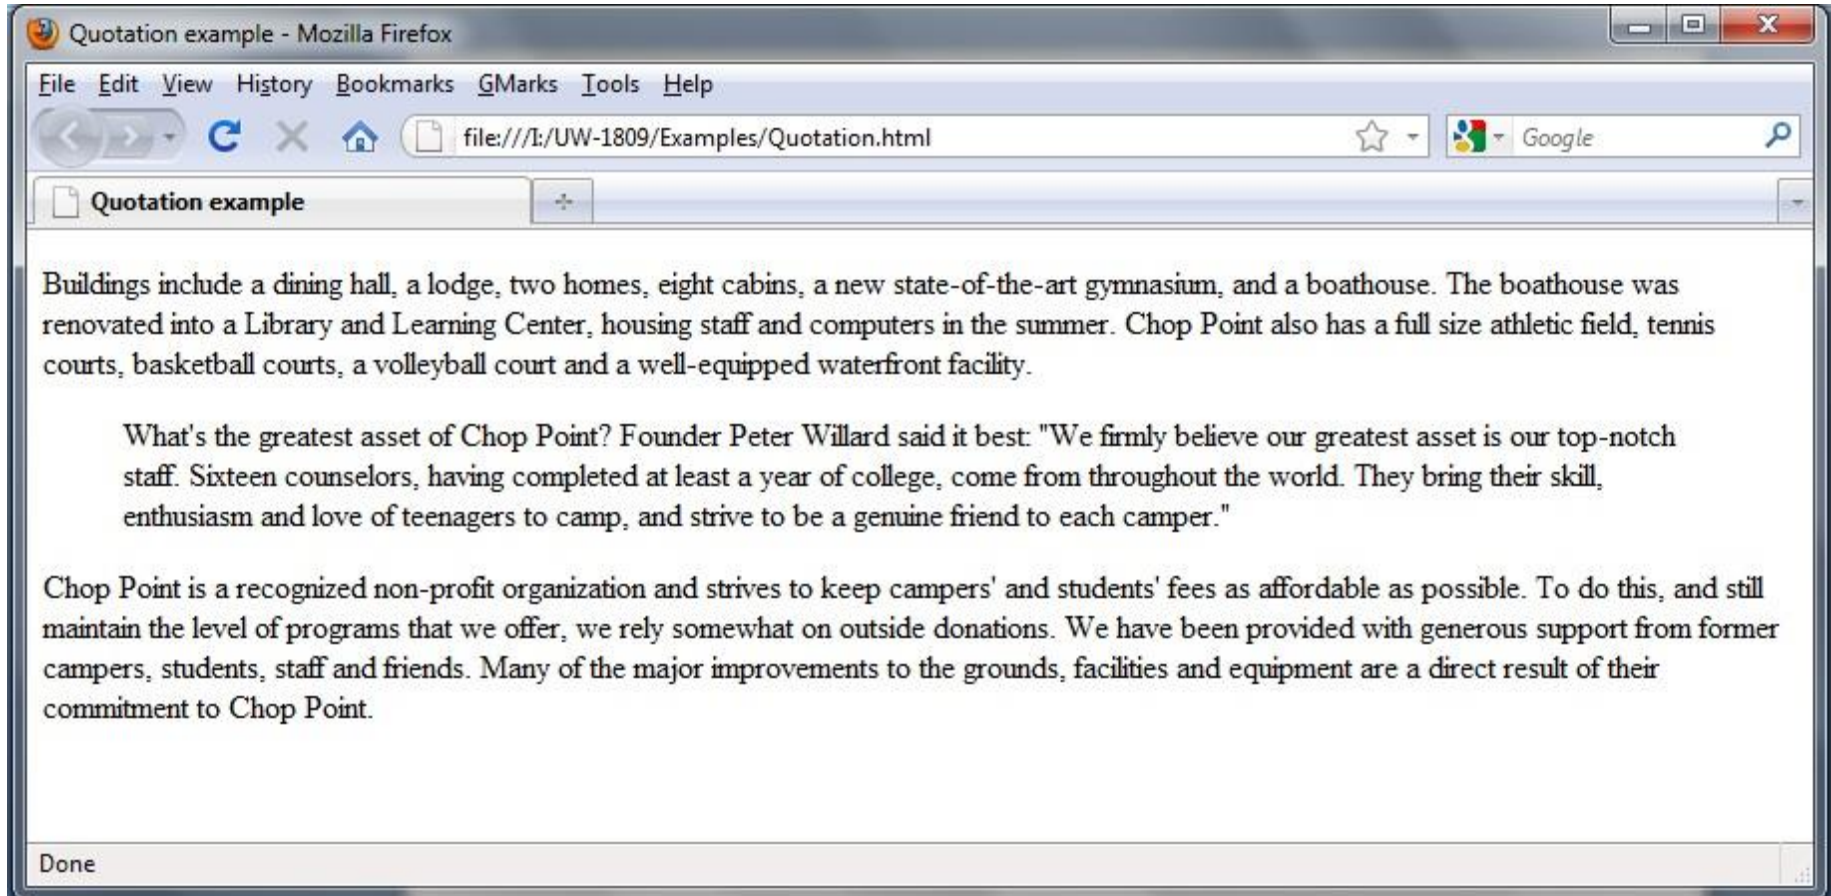 Quotation example - Mozilla Firefox
File Edit View History Bookmarks GMarks Tools Help
file:///I:/UW-1809/Examples/Quotation.html Google
Quotation example
Buildings include a dining hall, a lodge, two homes, eight cabins, a new state-of-the-art gymnasium, and a boathouse. The boathouse was
renovated into a Library and Learning Center, housing staff and computers in the summer. Chop Point also has a full size athletic field, tennis
courts, basketball courts, a volleyball court and a well-equipped waterfront facility.
What's the greatest asset of Chop Point? Founder Peter Willard said it best: "We firmly believe our greatest asset is our top-notch
staff. Sixteen counselors, having completed at least a year of college, come from throughout the world. They bring their skill,
enthusiasm and love of teenagers to camp, and strive to be a genuine friend to each camper."
Chop Point is a recognized non-profit organization and strives to keep campers' and students' fees as affordable as possible. To do this, and still
maintain the level of programs that we offer, we rely somewhat on outside donations. We have been provided with generous support from former
campers, students, staff and friends. Many of the major improvements to the grounds, facilities and equipment are a direct result of their
commitment to Chop Point.
Done